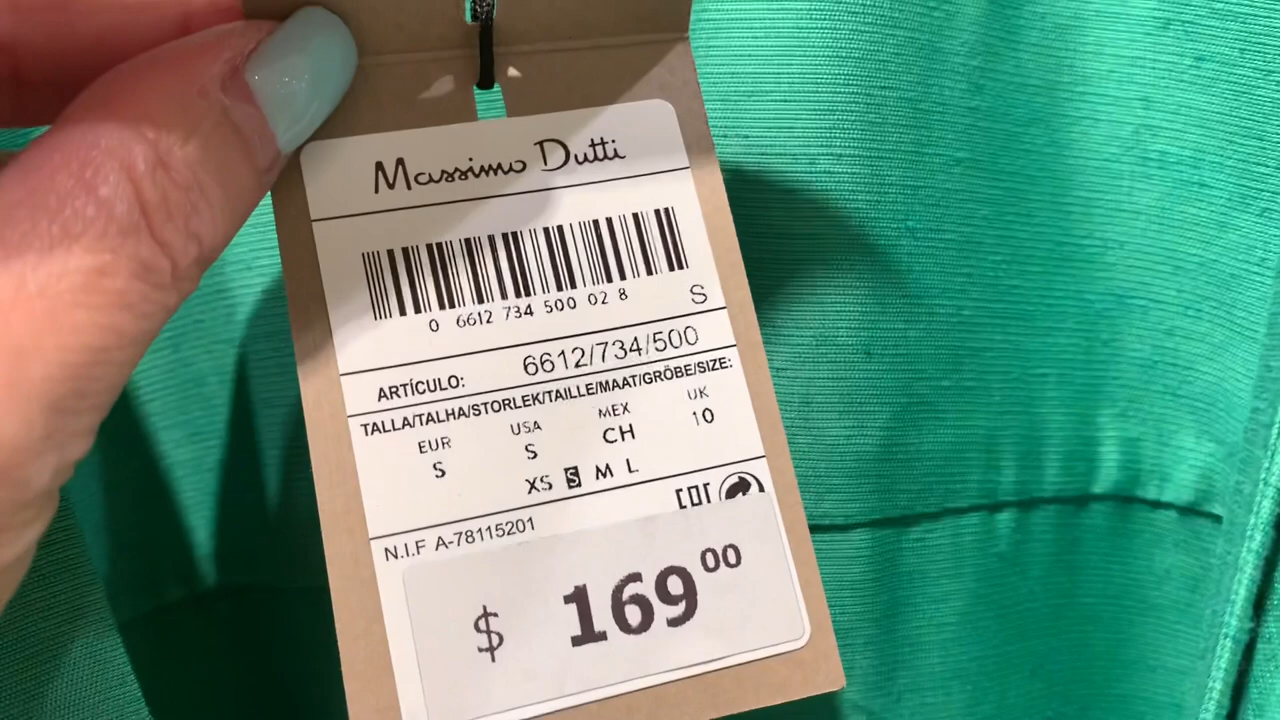 Massimo Dutti
0 6612 734 500 02 8 S
ARTÍCULO: 6612/734/500
TALLA/TALHA/STORLEK/TAILLE/MAAT/GRÖBE/SIZE:
EUR USA MEX UK
S S CH 10
XS S M L
N.I.F A-78115201
$ 169 00